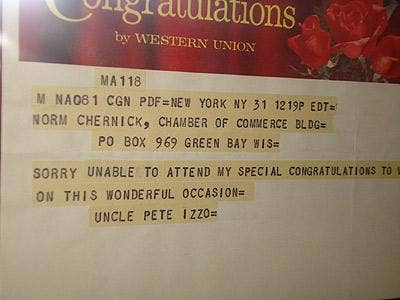 Congratulations
by WESTERN UNION
MA118
M NA081 CGN PDF=NEW YORK NY 31 1219P EDT=
NORM CHERNICK, CHAMBER OF COMMERCE BLDG=
PO BOX 969 GREEN BAY WIS=
SORRY UNABLE TO ATTEND MY SPECIAL CONGRATULATIONS TO
ON THIS WONDERFUL OCCASION=
UNCLE PETE IZZO=